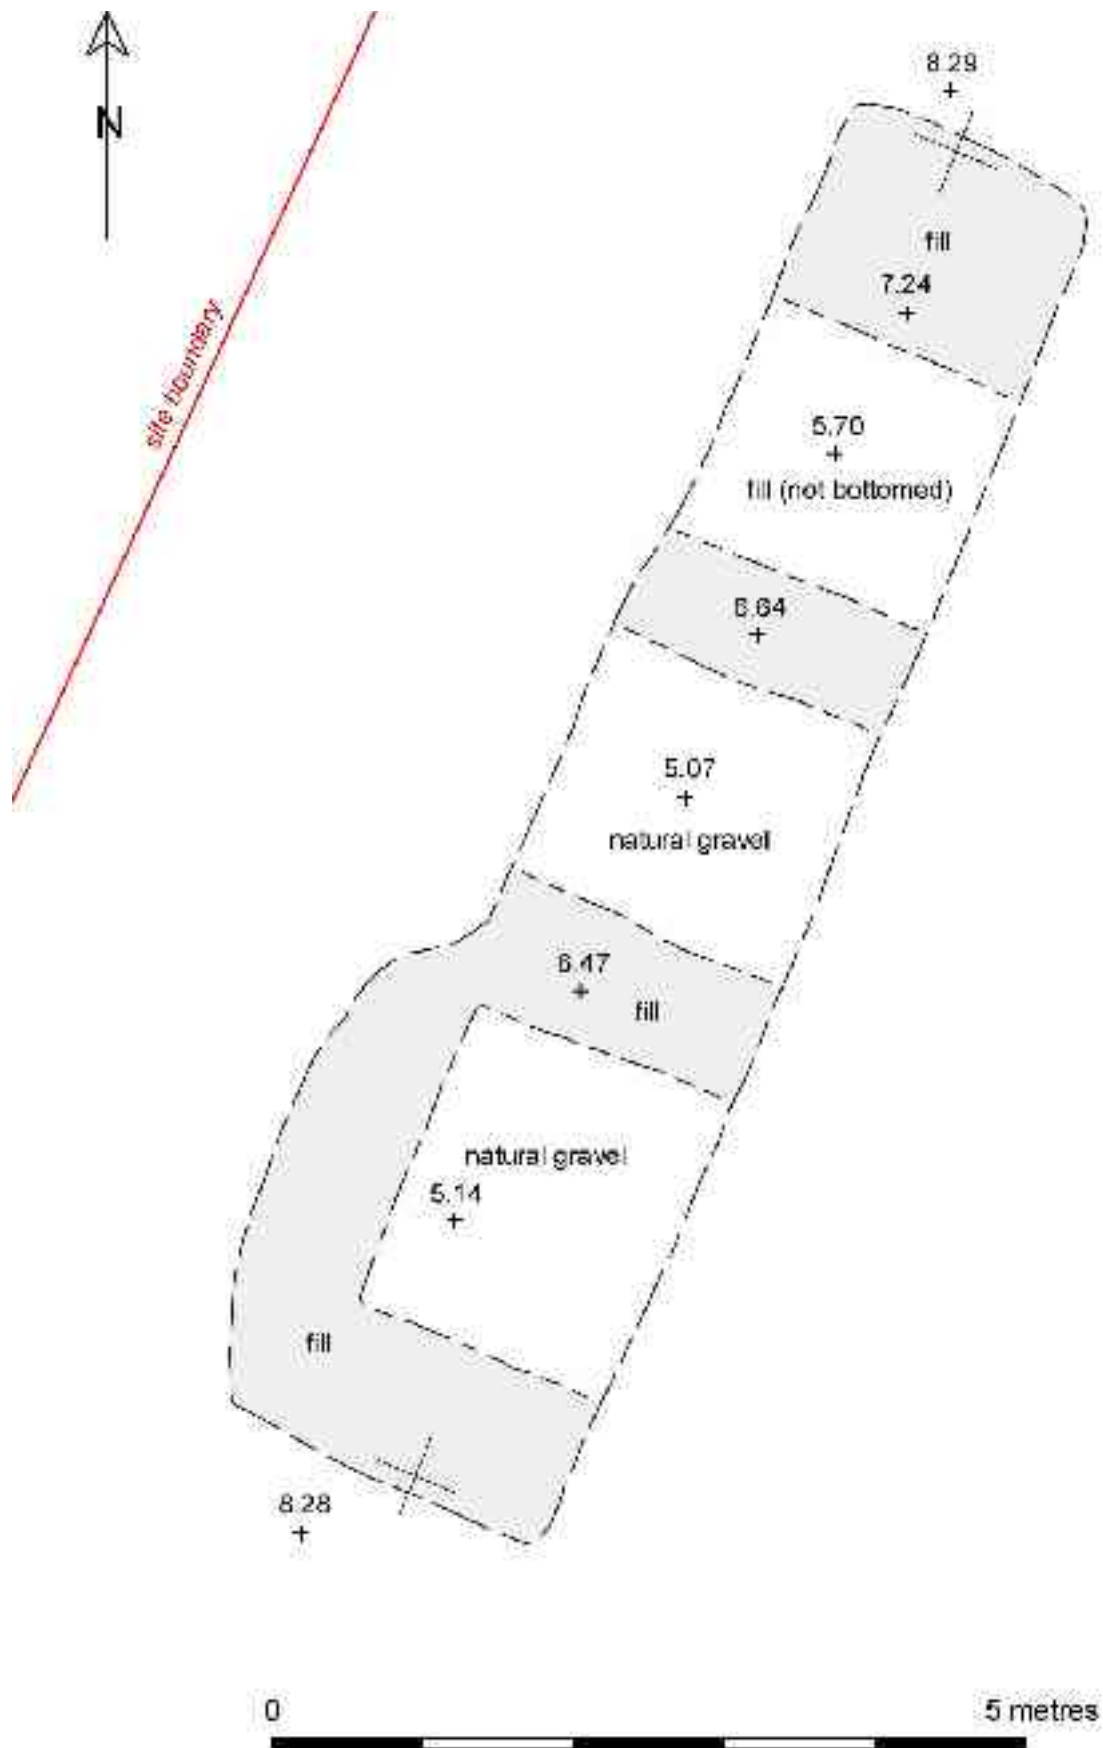 8.29
N
fill
7.24
site boundary
5.70
fill (not bottomed)
6.64
5.07
natural gravel
6.47
fill
natural gravel
5.14
fill
8.28
0
5 metres